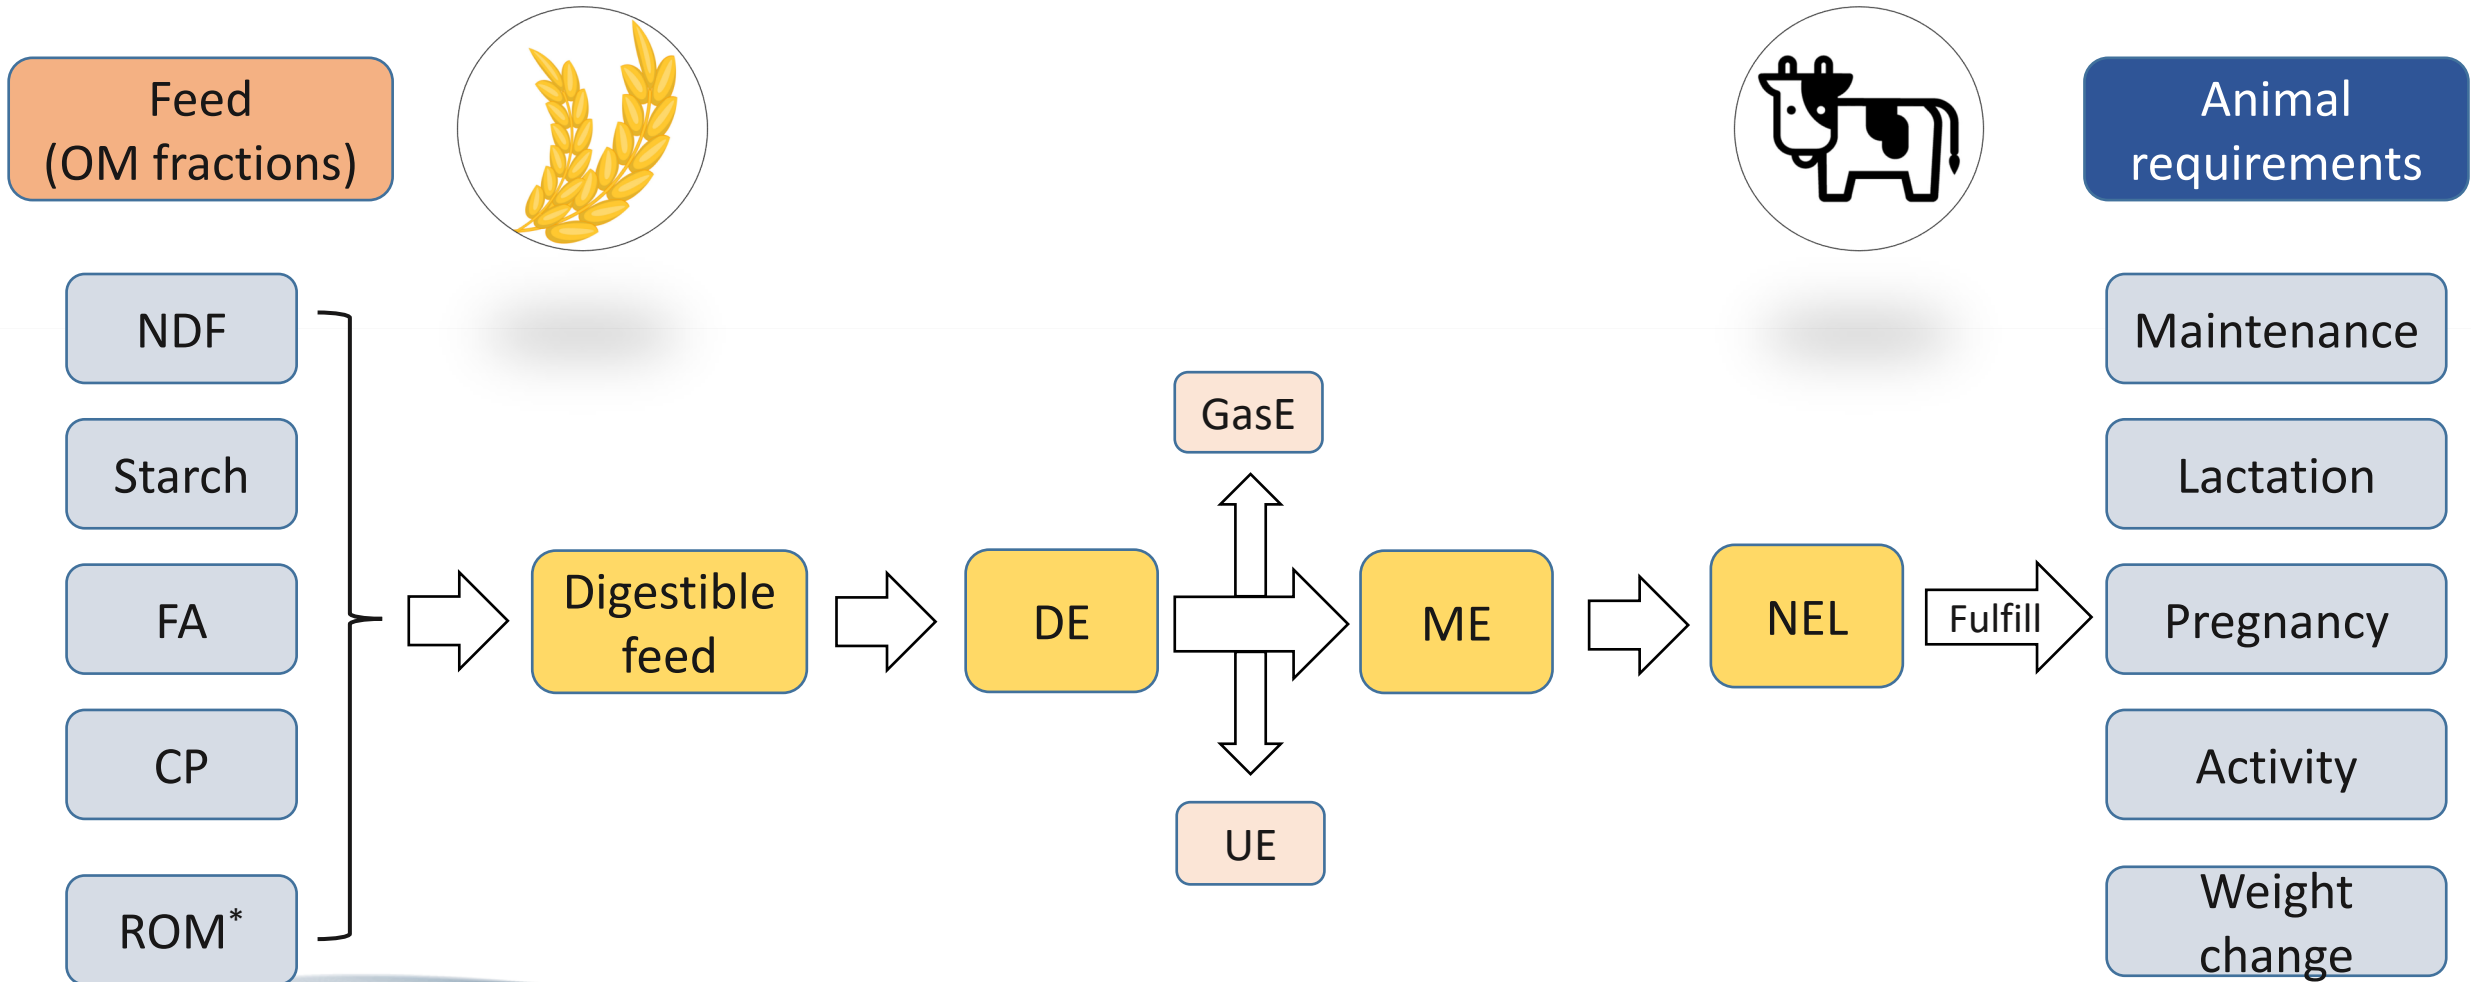 Feed
(OM fractions)
Animal
requirements
NDF
Starch
FA
CP
ROM*
Digestible
feed
DE
GasE
UE
ME
NEL
Fulfill
Maintenance
Lactation
Pregnancy
Activity
Weight
change